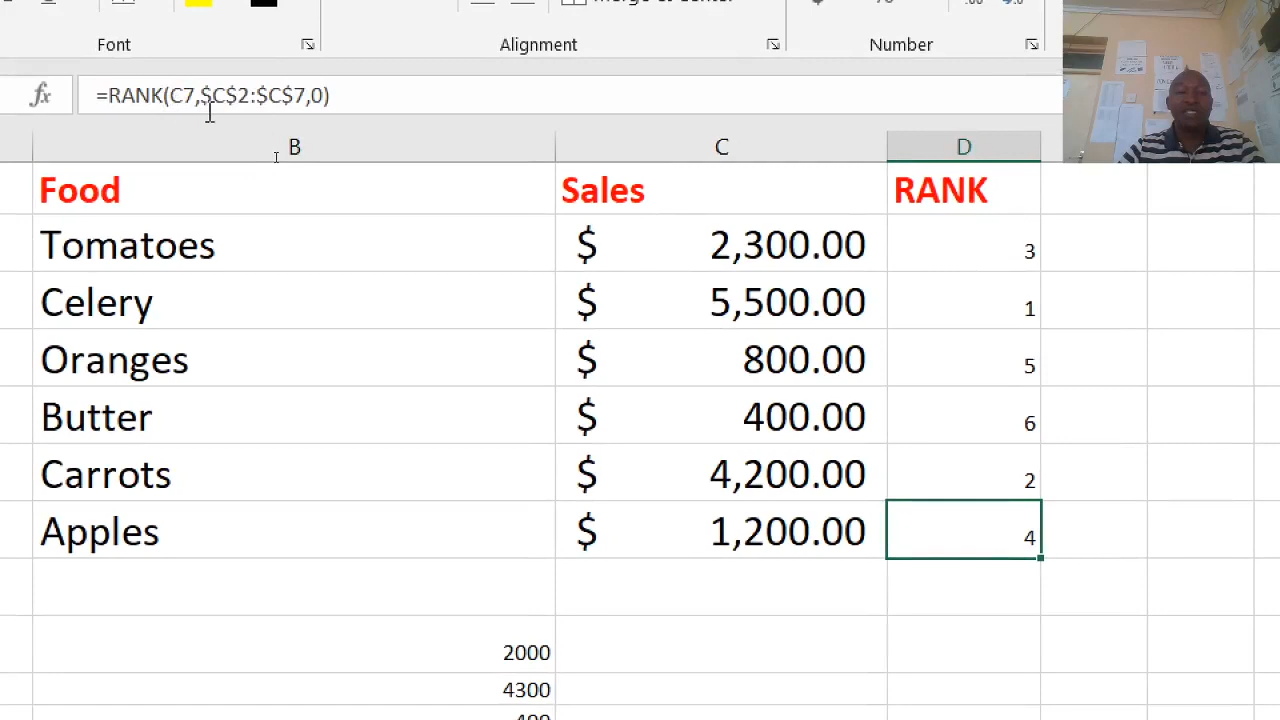 Font Alignment Number
fx =RANK(C7,$C$2:$C$7,0)
B C D
Food Sales RANK
Tomatoes $ 2,300.00 3
Celery $ 5,500.00 1
Oranges $ 800.00 5
Butter $ 400.00 6
Carrots $ 4,200.00 2
Apples $ 1,200.00 4
2000
4300